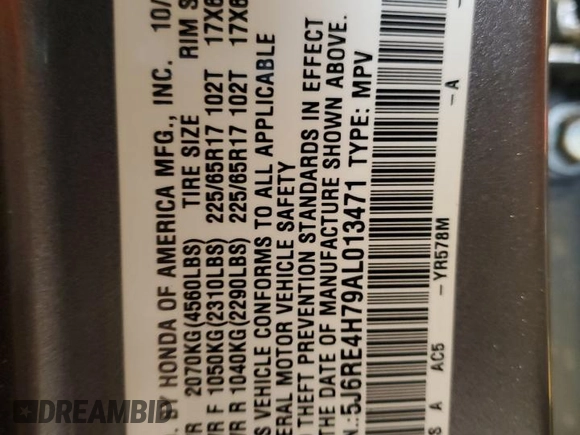 . BY HONDA OF AMERICA MFG., INC. 10/
R 2070KG(4560LBS) TIRE SIZE RIM S
WR F 1050KG(2310LBS) 225/65R17 102T 17X6
WR R 1040KG(2290LBS) 225/65R17 102T 17X6
VEHICLE CONFORMS TO ALL APPLICABLE
ERAL MOTOR VEHICLE SAFETY
THEFT PREVENTION STANDARDS IN EFFECT
DATE OF MANUFACTURE SHOWN ABOVE.
N.:5J6RE4H79AL013471 TYPE: MPV
A AC5 YR578M A
DREAMBID